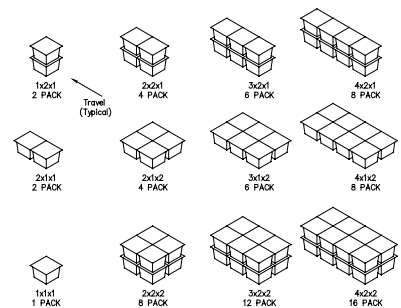 1x2x1
2 PACK
2x2x1
4 PACK
3x2x1
6 PACK
4x2x1
8 PACK
Travel
(Typical)
2x1x1
2 PACK
2x1x2
4 PACK
3x1x2
6 PACK
4x1x2
8 PACK
1x1x1
1 PACK
2x2x2
8 PACK
3x2x2
12 PACK
4x2x2
16 PACK